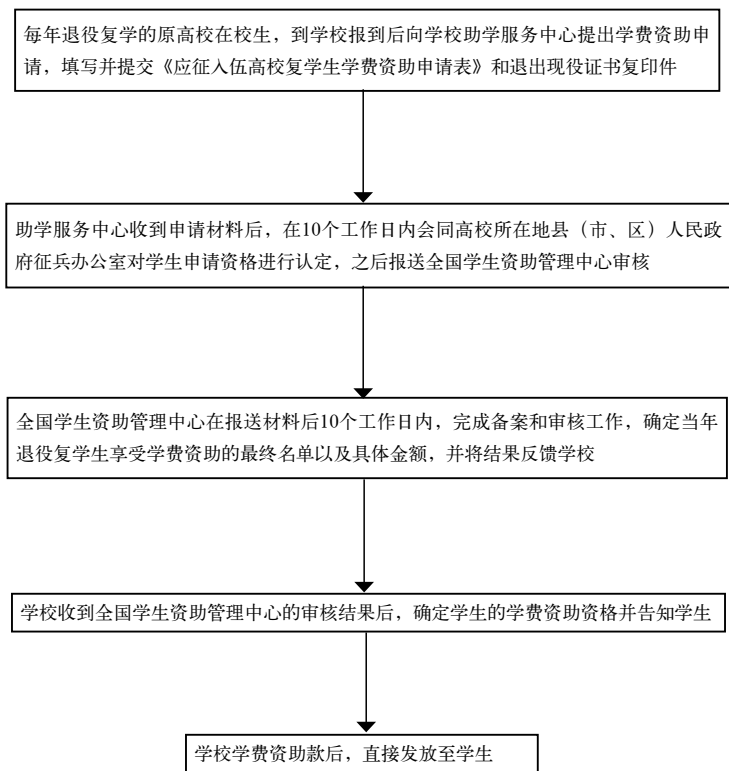 每年退役复学的原高校在校生，到学校报到后向学校助学服务中心提出学费资助申
请，填写并提交《应征入伍高校复学生学费资助申请表》和退出现役证书复印件
助学服务中心收到申请材料后，在10个工作日内会同高校所在地县（市、区）人民政
府征兵办公室对学生申请资格进行认定，之后报送全国学生资助管理中心审核
全国学生资助管理中心在报送材料后10个工作日内，完成备案和审核工作，确定当年
退役复学生享受学费资助的最终名单以及具体金额，并将结果反馈学校
学校收到全国学生资助管理中心的审核结果后，确定学生的学费资助资格并告知学生
学校学费资助款后，直接发放至学生